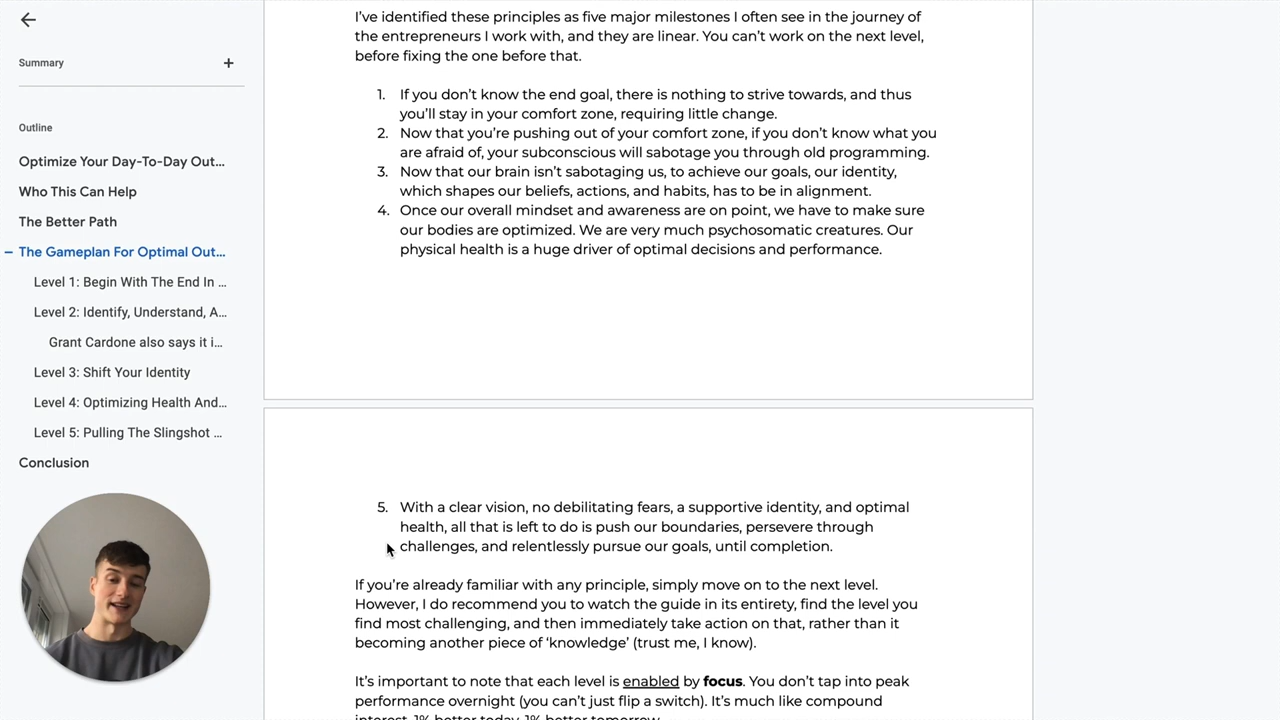 Summary
+
Outline
Optimize Your Day-To-Day Out...
Who This Can Help
The Better Path
The Gameplan For Optimal Out...
Level 1: Begin With The End In ...
Level 2: Identify, Understand, A...
Grant Cardone also says it i...
Level 3: Shift Your Identity
Level 4: Optimizing Health And...
Level 5: Pulling The Slingshot ...
Conclusion
I've identified these principles as five major milestones I often see in the journey of
the entrepreneurs I work with, and they are linear. You can't work on the next level,
before fixing the one before that.
1. If you don't know the end goal, there is nothing to strive towards, and thus
you'll stay in your comfort zone, requiring little change.
2. Now that you're pushing out of your comfort zone, if you don't know what you
are afraid of, your subconscious will sabotage you through old programming.
3. Now that our brain isn't sabotaging us, to achieve our goals, our identity,
which shapes our beliefs, actions, and habits, has to be in alignment.
4. Once our overall mindset and awareness are on point, we have to make sure
our bodies are optimized. We are very much psychosomatic creatures. Our
physical health is a huge driver of optimal decisions and performance.
5. With a clear vision, no debilitating fears, a supportive identity, and optimal
health, all that is left to do is push our boundaries, persevere through
challenges, and relentlessly pursue our goals, until completion.
If you're already familiar with any principle, simply move on to the next level.
However, I do recommend you to watch the guide in its entirety, find the level you
find most challenging, and then immediately take action on that, rather than it
becoming another piece of 'knowledge' (trust me, I know).
It's important to note that each level is enabled by focus. You don't tap into peak
performance overnight (you can't just flip a switch). It's much like compound
interest. 1% better today, 1% better tomorrow